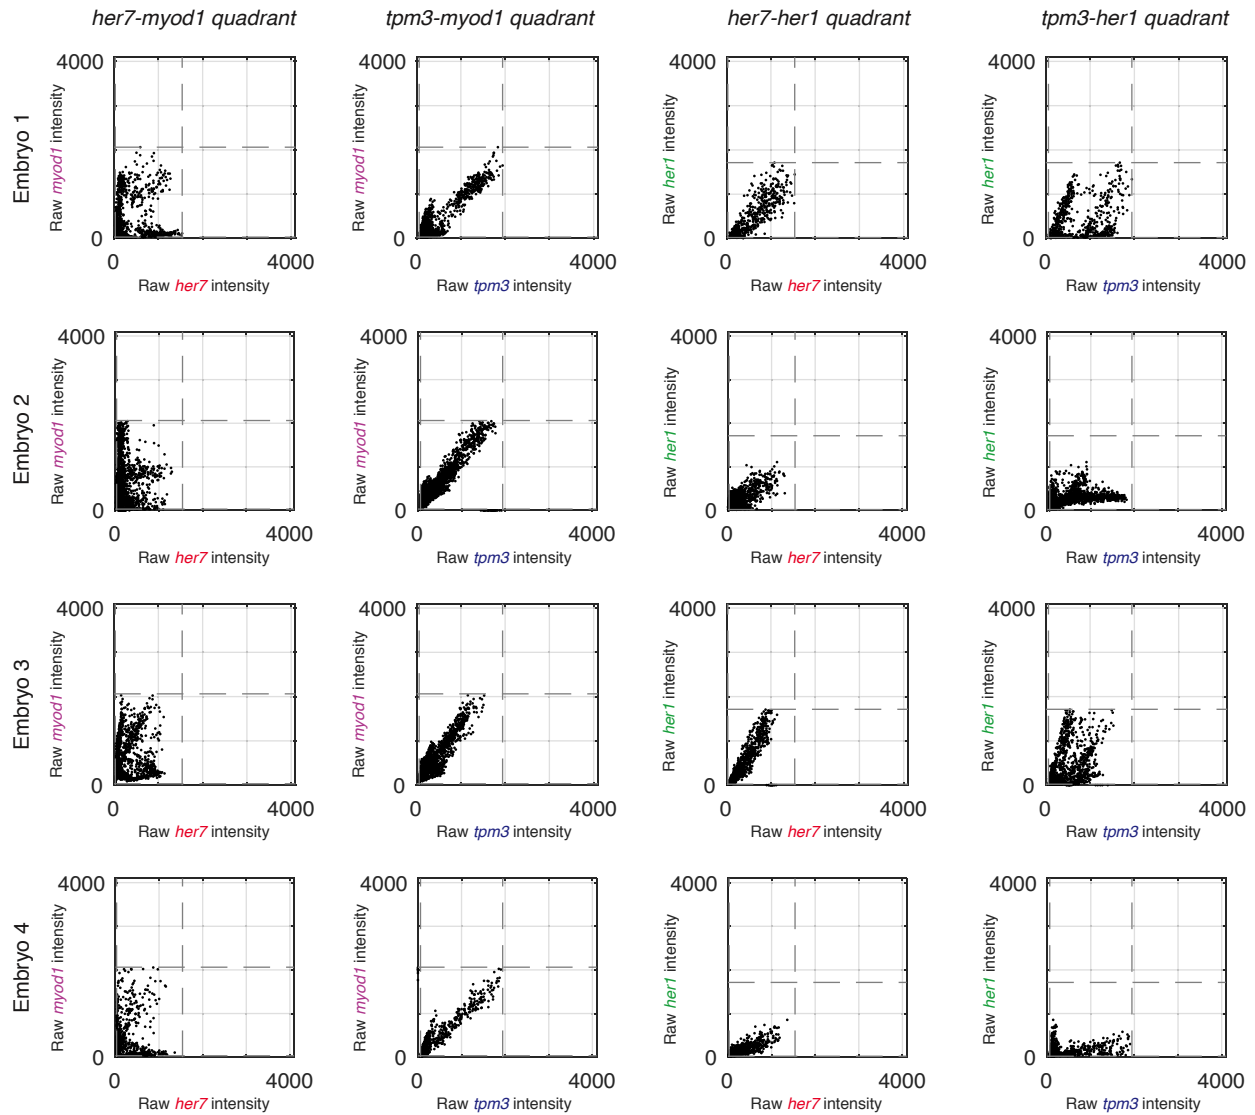 her7-myod1 quadrant
tpm3-myod1 quadrant
her7-her1 quadrant
tpm3-her1 quadrant
Embryo 1
Raw myod1 intensity
4000
0
0
4000
Raw her7 intensity
Raw myod1 intensity
4000
0
0
4000
Raw tpm3 intensity
Raw her1 intensity
4000
0
0
4000
Raw her7 intensity
Raw her1 intensity
4000
0
0
4000
Raw tpm3 intensity
Embryo 2
Raw myod1 intensity
4000
0
0
4000
Raw her7 intensity
Raw myod1 intensity
4000
0
0
4000
Raw tpm3 intensity
Raw her1 intensity
4000
0
0
4000
Raw her7 intensity
Raw her1 intensity
4000
0
0
4000
Raw tpm3 intensity
Embryo 3
Raw myod1 intensity
4000
0
0
4000
Raw her7 intensity
Raw myod1 intensity
4000
0
0
4000
Raw tpm3 intensity
Raw her1 intensity
4000
0
0
4000
Raw her7 intensity
Raw her1 intensity
4000
0
0
4000
Raw tpm3 intensity
Embryo 4
Raw myod1 intensity
4000
0
0
4000
Raw her7 intensity
Raw myod1 intensity
4000
0
0
4000
Raw tpm3 intensity
Raw her1 intensity
4000
0
0
4000
Raw her7 intensity
Raw her1 intensity
4000
0
0
4000
Raw tpm3 intensity